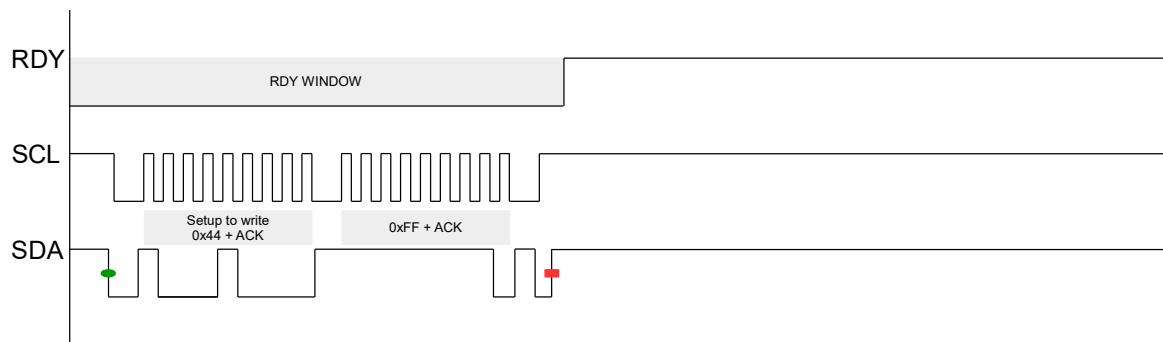 RDY
RDY WINDOW
SCL
Setup to write
0x44 + ACK
0xFF + ACK
SDA